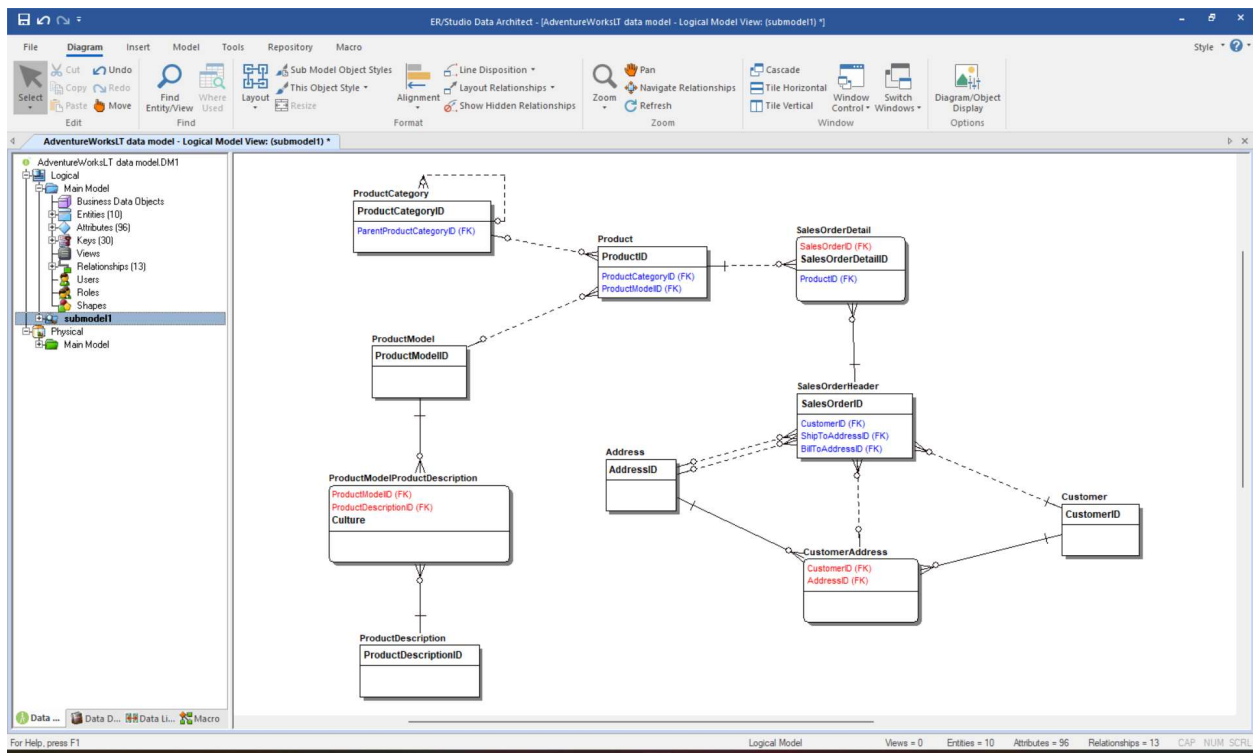 ER/Studio Data Architect - [AdventureWorksLT data model - Logical Model View: (submodel1) *]
File Diagram Insert Model Tools Repository Macro Style
Select
Cut
Copy
Paste
Undo
Redo
Move
Edit
Find Entity/View
Where Used
Find
Layout
Sub Model Object Styles
This Object Style
Resize
Alignment
Line Disposition
Layout Relationships
Show Hidden Relationships
Format
Zoom
Pan
Navigate Relationships
Refresh
Zoom
Cascade
Tile Horizontal
Tile Vertical
Window Control
Switch Windows
Window
Diagram/Object Display
Options
AdventureWorksLT data model - Logical Model View: (submodel1) *
AdventureWorksLT data model.DM1
Logical
Main Model
Business Data Objects
Entities (10)
Attributes (96)
Keys (30)
Views
Relationships (13)
Users
Roles
Shapes
submodel1
Physical
Main Model
Data ... Data D... Data Li... Macro
ProductCategory
ProductCategoryID
ParentProductCategoryID (FK)
Product
ProductID
ProductCategoryID (FK)
ProductModelID (FK)
SalesOrderDetail
SalesOrderID (FK)
SalesOrderDetailID
ProductID (FK)
ProductModel
ProductModelID
SalesOrderHeader
SalesOrderID
CustomerID (FK)
ShipToAddressID (FK)
BillToAddressID (FK)
Address
AddressID
ProductModelProductDescription
ProductModelID (FK)
ProductDescriptionID (FK)
Culture
Customer
CustomerID
CustomerAddress
CustomerID (FK)
AddressID (FK)
ProductDescription
ProductDescriptionID
For Help, press F1
Logical Model Views = 0 Entities = 10 Attributes = 96 Relationships = 13 CAP NUM SCRL